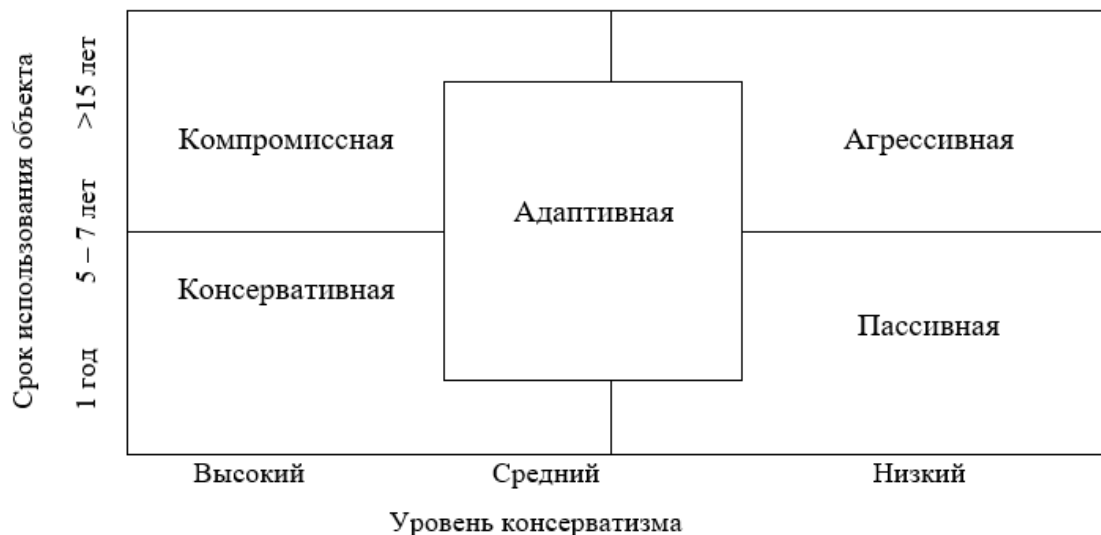 Срок использования объекта
>15 лет
5 – 7 лет
1 год
Компромиссная
Агрессивная
Адаптивная
Консервативная
Пассивная
Высокий
Средний
Низкий
Уровень консерватизма